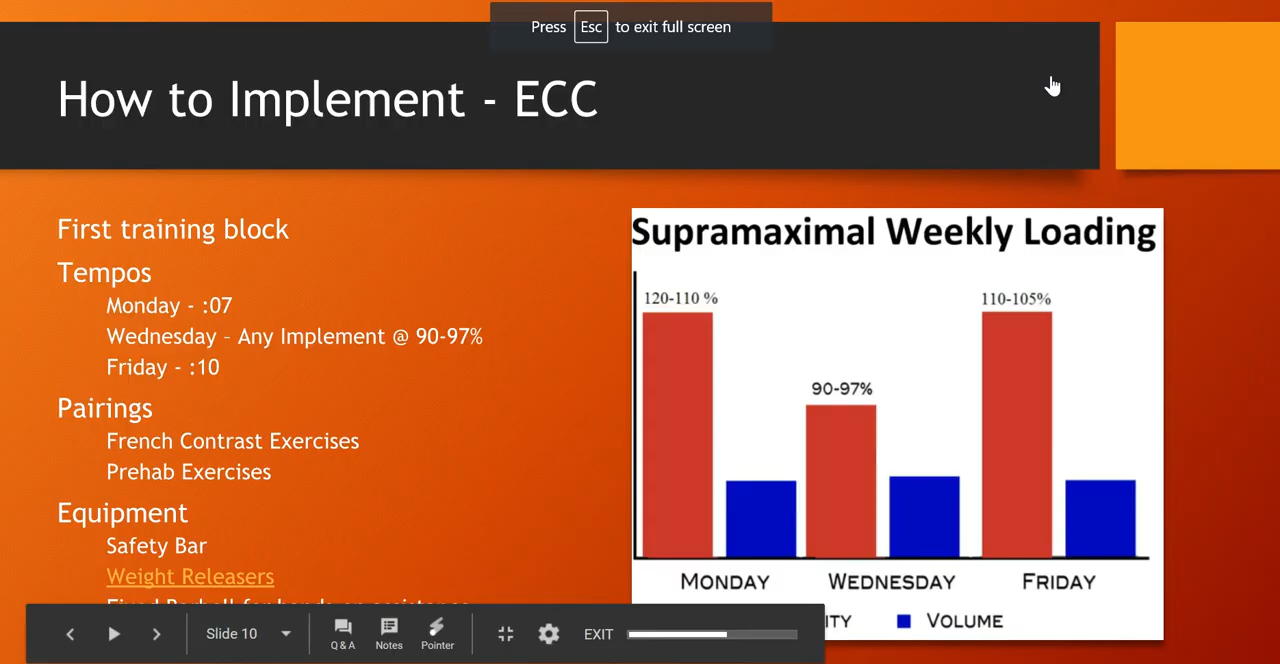 Press Esc to exit full screen
How to Implement - ECC
First training block
Tempos
Monday - :07
Wednesday – Any Implement @ 90-97%
Friday - :10
Pairings
French Contrast Exercises
Prehab Exercises
Equipment
Safety Bar
Weight Releasers
Supramaximal Weekly Loading
120-110 %
90-97%
110-105%
MONDAY WEDNESDAY FRIDAY
ITY VOLUME
Slide 10
Q & A
Notes
Pointer
EXIT